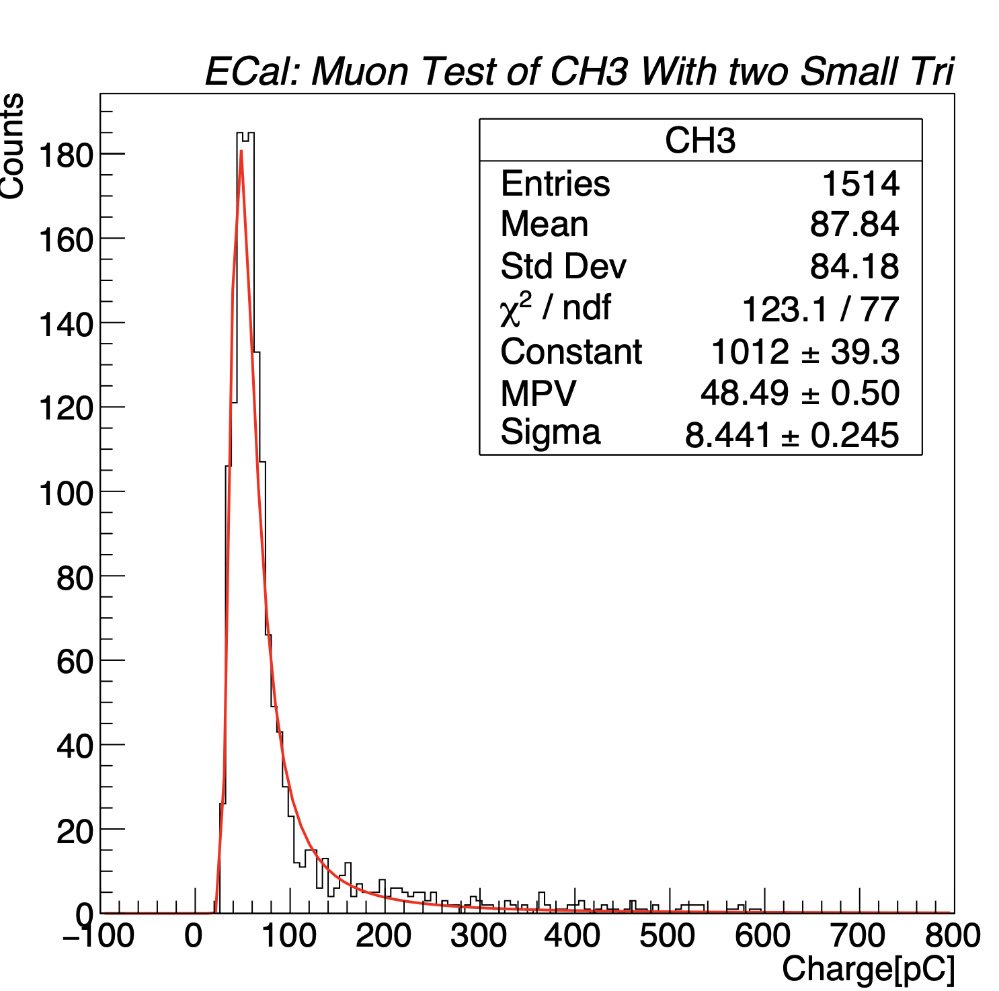 ECal: Muon Test of CH3 With two Small Tri
Counts
CH3
Entries 1514
Mean 87.84
Std Dev 84.18
χ² / ndf 123.1 / 77
Constant 1012 ± 39.3
MPV 48.49 ± 0.50
Sigma 8.441 ± 0.245
180
160
140
120
100
80
60
40
20
0
−100 0 100 200 300 400 500 600 700 800
Charge[pC]